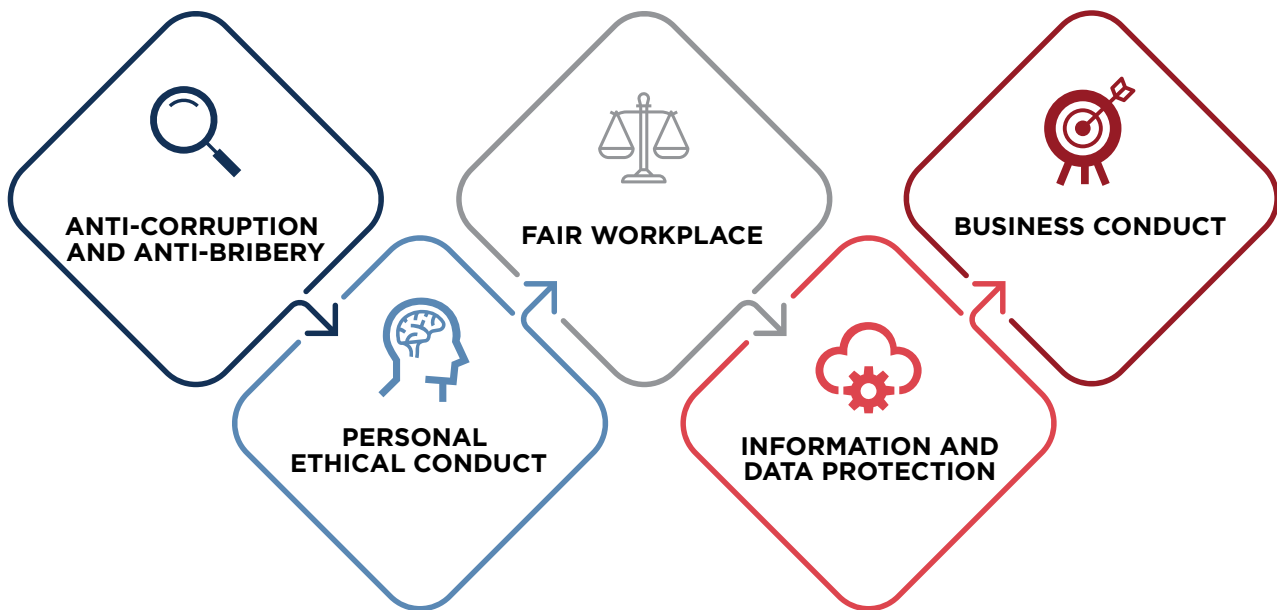 ANTI-CORRUPTION
AND ANTI-BRIBERY
PERSONAL
ETHICAL CONDUCT
FAIR WORKPLACE
INFORMATION AND
DATA PROTECTION
BUSINESS CONDUCT